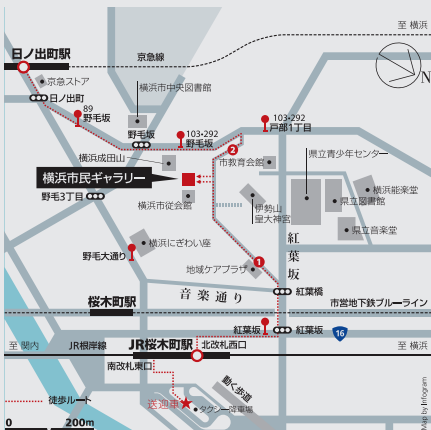 至 横浜
日ノ出町駅
京急線
京急ストア
横浜市中央図書館
日ノ出町
89
野毛坂
野毛坂
103・292
野毛坂
103・292
戸部1丁目
N
横浜成田山
市教育会館
県立青少年センター
横浜市民ギャラリー
野毛3丁目
横浜市従会館
伊勢山
皇大神宮
横浜能楽堂
県立図書館
県立音楽堂
紅葉坂
横浜にぎわい座
野毛大通り
地域ケアプラザ
音楽通り
紅葉橋
桜木町駅
市営地下鉄ブルーライン
紅葉坂
紅葉坂
16
至 関内
JR根岸線
JR桜木町駅
北改札西口
至 横浜
南改札東口
動く歩道
送迎車
タクシー降車場
徒歩ルート
0
200m
1
2
Map by Infogram